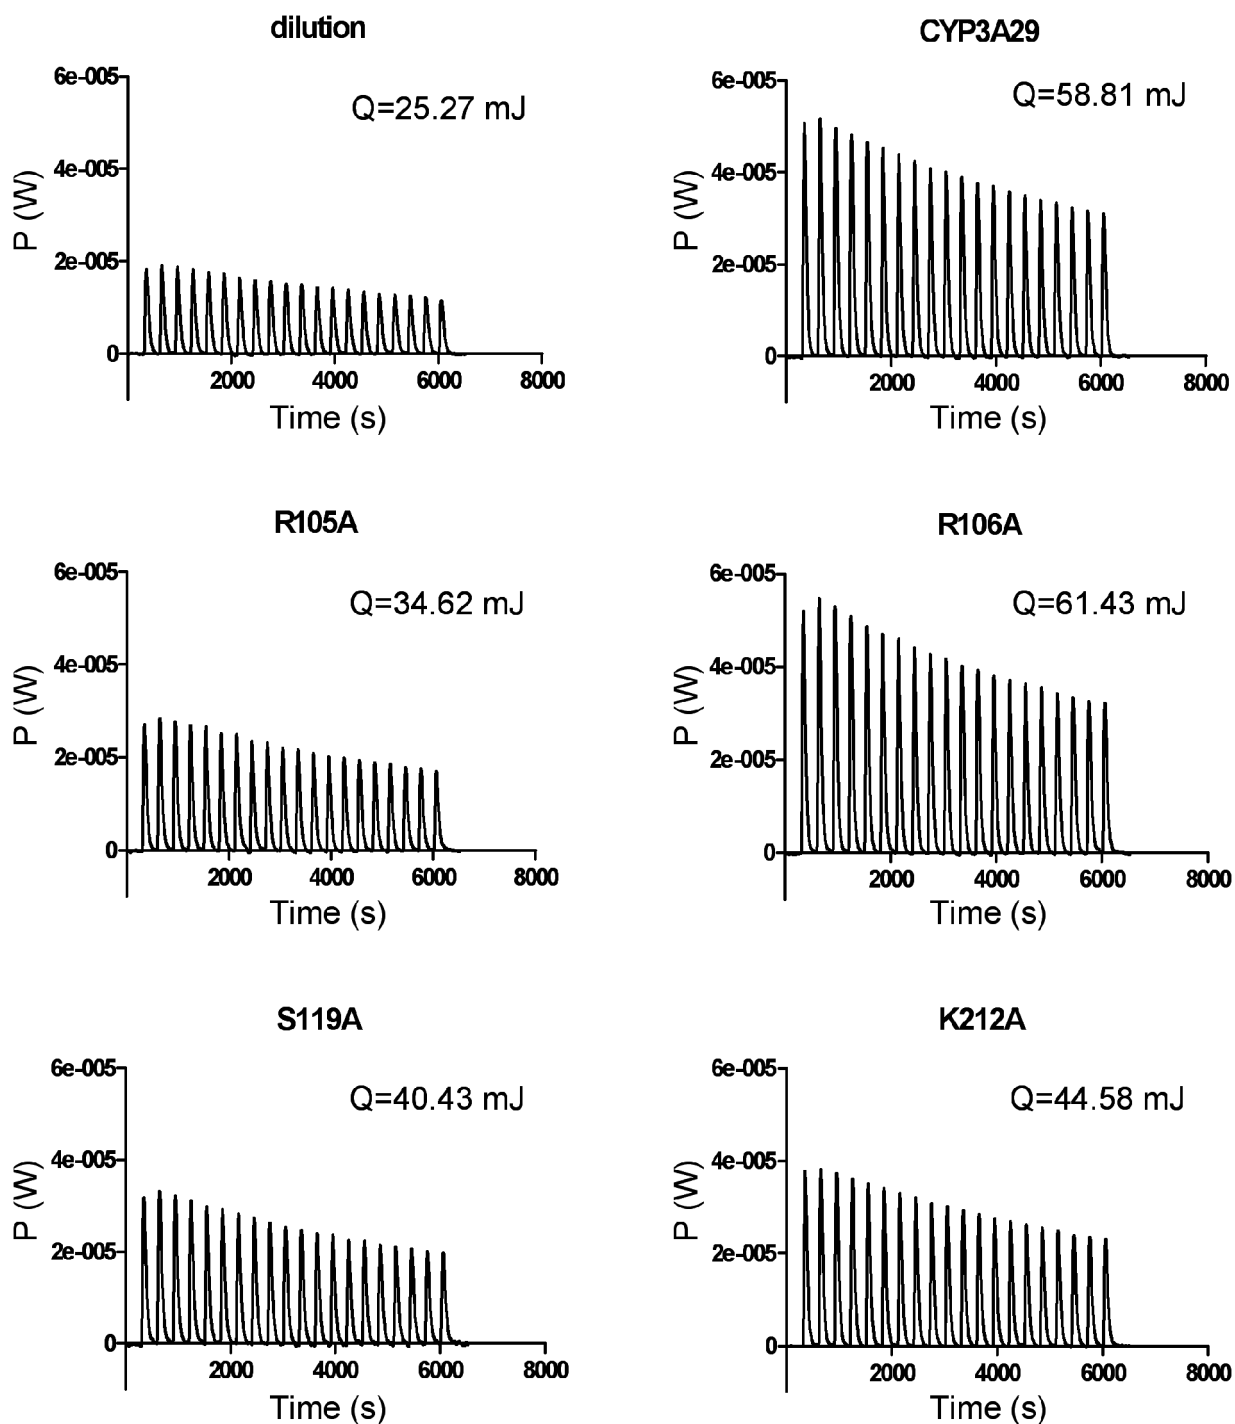 dilution
6e-005
Q=25.27 mJ
4e-005
P (W)
2e-005
0
2000 4000 6000 8000
Time (s)
CYP3A29
6e-005
Q=58.81 mJ
4e-005
P (W)
2e-005
0
2000 4000 6000 8000
Time (s)
R105A
6e-005
Q=34.62 mJ
4e-005
P (W)
2e-005
0
2000 4000 6000 8000
Time (s)
R106A
6e-005
Q=61.43 mJ
4e-005
P (W)
2e-005
0
2000 4000 6000 8000
Time (s)
S119A
6e-005
Q=40.43 mJ
4e-005
P (W)
2e-005
0
2000 4000 6000 8000
Time (s)
K212A
6e-005
Q=44.58 mJ
4e-005
P (W)
2e-005
0
2000 4000 6000 8000
Time (s)